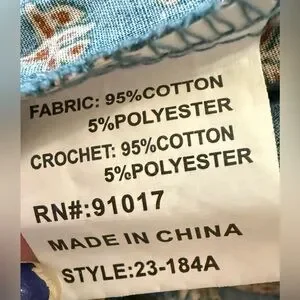 FABRIC: 95%COTTON
5%POLYESTER
CROCHET: 95%COTTON
5%POLYESTER
RN#:91017
MADE IN CHINA
STYLE:23-184A